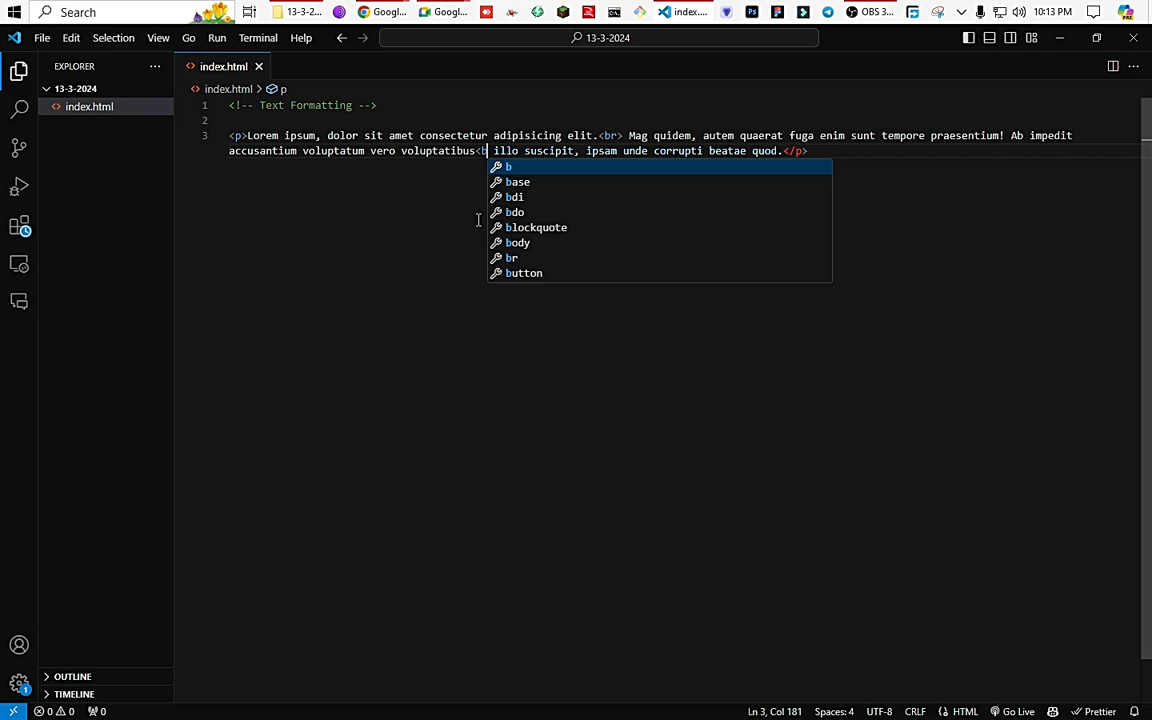 Search
13-3-2...
Googl...
Googl...
index....
OBS 3...
10:13 PM
File Edit Selection View Go Run Terminal Help
13-3-2024
EXPLORER
index.html
13-3-2024
index.html > p
index.html
1 <!-- Text Formatting -->
2
3 <p>Lorem ipsum, dolor sit amet consectetur adipisicing elit.<br> Mag quidem, autem quaerat fuga enim sunt tempore praesentium! Ab impedit
accusantium voluptatum vero voluptatibus<b illo suscipit, ipsam unde corrupti beatae quod.</p>
b
base
bdi
bdo
blockquote
body
br
button
OUTLINE
TIMELINE
1
0 0 0 Ln 3, Col 181 Spaces: 4 UTF-8 CRLF HTML Go Live Prettier